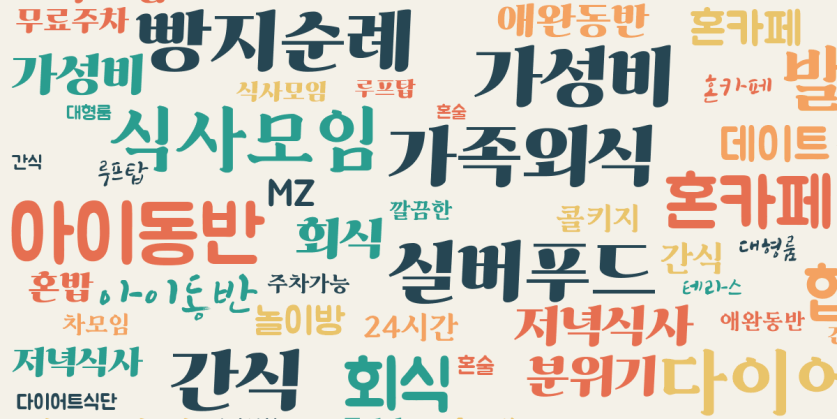 무료주차
빵지순례
애완동반
혼카페
가성비
식사모임
루프탑
가성비
혼카페
대형룸
식사모임
혼술
가족외식
데이트
간식
루프탑
MZ
깔끔한
콜키지
혼카페
아이동반
회식
실버푸드
간식
대형룸
혼밥
아이동반
주차가능
테라스
차모임
놀이방
24시간
저녁식사
애완동반
저녁식사
간식
회식
혼술
분위기
다이어
다이어트식단